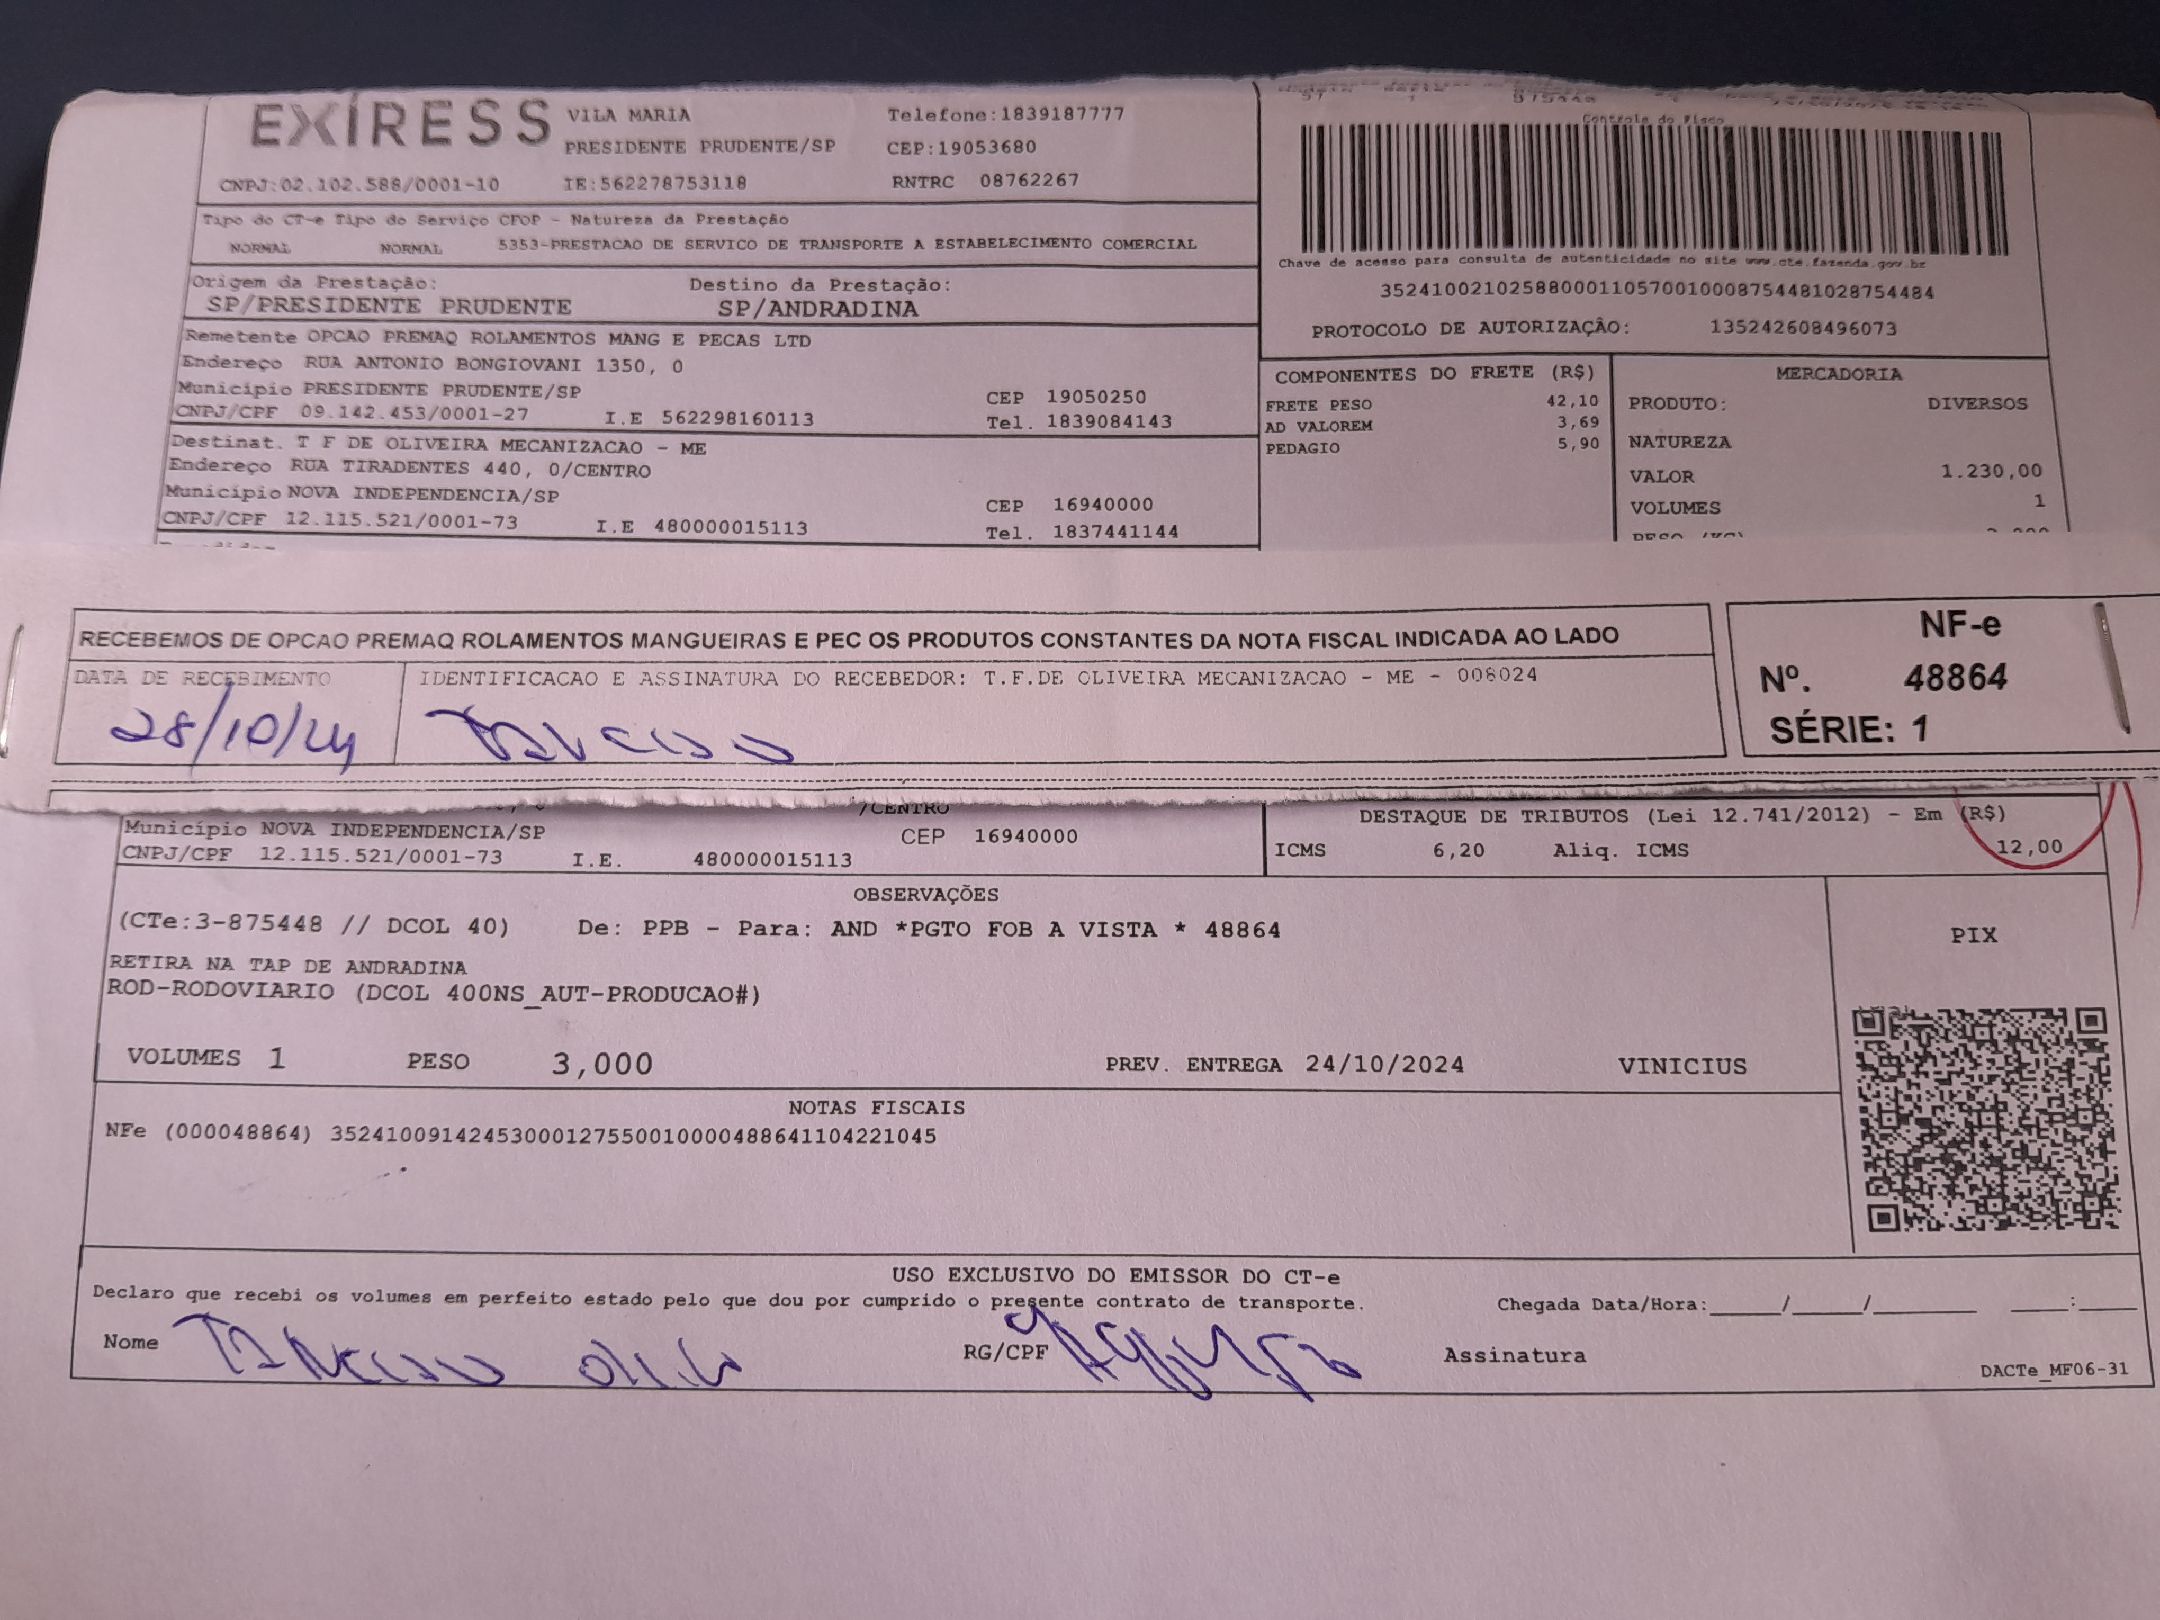 EXÍRESS
VILA MARIA
Telefone:1839187777
PRESIDENTE PRUDENTE/SP
CEP:19053680
CNPJ:02.102.588/0001-10 IE:562278753118 RNTRC 08762267
Tipo do CT-e Tipo do Serviço CFOP - Natureza da Prestação
NORMAL NORMAL 5353-PRESTACAO DE SERVICO DE TRANSPORTE A ESTABELECIMENTO COMERCIAL
Origem da Prestação: Destino da Prestação:
SP/PRESIDENTE PRUDENTE SP/ANDRADINA
Remetente OPCAO PREMAQ ROLAMENTOS MANG E PECAS LTD
Endereço RUA ANTONIO BONGIOVANI 1350, 0
Município PRESIDENTE PRUDENTE/SP CEP 19050250
CNPJ/CPF 09.142.453/0001-27 I.E 562298160113 Tel. 1839084143
Destinat. T F DE OLIVEIRA MECANIZACAO - ME
Endereço RUA TIRADENTES 440, 0/CENTRO
Município NOVA INDEPENDENCIA/SP CEP 16940000
CNPJ/CPF 12.115.521/0001-73 I.E 480000015113 Tel. 1837441144
57 1 875448
Controle do Fisco
Chave de acesso para consulta de autenticidade no site www.cte.fazenda.gov.br
35241002102588000110570010008754481028754484
PROTOCOLO DE AUTORIZAÇÃO: 135242608496073
COMPONENTES DO FRETE (R$)
FRETE PESO 42,10
AD VALOREM 3,69
PEDAGIO 5,90
MERCADORIA
PRODUTO: DIVERSOS
NATUREZA
VALOR 1.230,00
VOLUMES 1
PESO (KG)
RECEBEMOS DE OPCAO PREMAQ ROLAMENTOS MANGUEIRAS E PEC OS PRODUTOS CONSTANTES DA NOTA FISCAL INDICADA AO LADO
DATA DE RECEBIMENTO
28/10/24
IDENTIFICACAO E ASSINATURA DO RECEBEDOR: T.F.DE OLIVEIRA MECANIZACAO - ME - 008024
NF-e
Nº. 48864
SÉRIE: 1
/CENTRO
Município NOVA INDEPENDENCIA/SP CEP 16940000
CNPJ/CPF 12.115.521/0001-73 I.E. 480000015113
DESTAQUE DE TRIBUTOS (Lei 12.741/2012) - Em (R$)
ICMS 6,20 Aliq. ICMS 12,00
OBSERVAÇÕES
(CTe:3-875448 // DCOL 40) De: PPB - Para: AND *PGTO FOB A VISTA * 48864
RETIRA NA TAP DE ANDRADINA
ROD-RODOVIARIO (DCOL 400NS_AUT-PRODUCAO#)
VOLUMES 1 PESO 3,000 PREV. ENTREGA 24/10/2024 VINICIUS
PIX
NOTAS FISCAIS
NFe (000048864) 35241009142453000127550010000488641104221045
USO EXCLUSIVO DO EMISSOR DO CT-e
Declaro que recebi os volumes em perfeito estado pelo que dou por cumprido o presente contrato de transporte. Chegada Data/Hora:_____/_____/________ ____:____
Nome RG/CPF Assinatura
DACTe_MF06-31